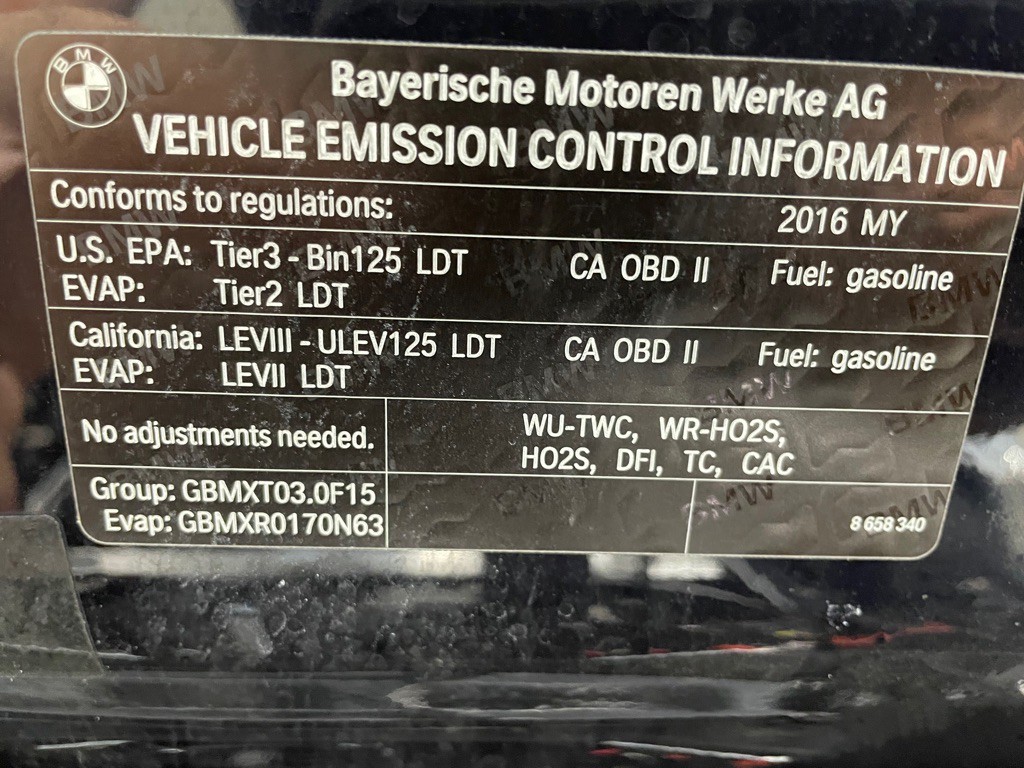 BMW
Bayerische Motoren Werke AG
VEHICLE EMISSION CONTROL INFORMATION
Conforms to regulations: 2016 MY
U.S. EPA: Tier3 - Bin125 LDT CA OBD II Fuel: gasoline
EVAP: Tier2 LDT
California: LEVIII - ULEV125 LDT CA OBD II Fuel: gasoline
EVAP: LEVII LDT
No adjustments needed.
WU-TWC, WR-HO2S,
HO2S, DFI, TC, CAC
Group: GBMXT03.0F15
Evap: GBMXR0170N63
8 658 340